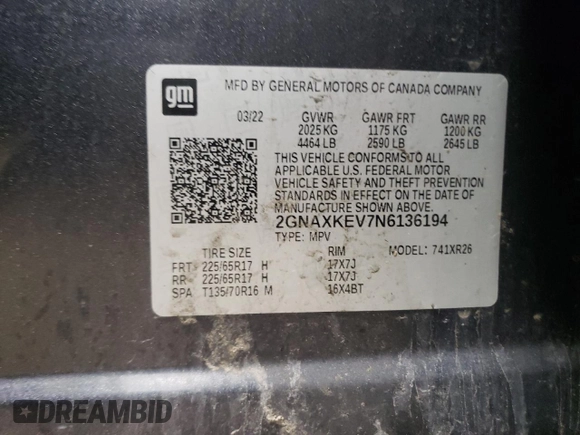 gm
MFD BY GENERAL MOTORS OF CANADA COMPANY
03/22 GVWR GAWR FRT GAWR RR
2025 KG 1175 KG 1200 KG
4464 LB 2590 LB 2645 LB
THIS VEHICLE CONFORMS TO ALL
APPLICABLE U.S. FEDERAL MOTOR
VEHICLE SAFETY AND THEFT PREVENTION
STANDARDS IN EFFECT ON THE DATE OF
MANUFACTURE SHOWN ABOVE.
2GNAXKEV7N6136194
TYPE: MPV MODEL: 741XR26
TIRE SIZE RIM
FRT 225/65R17 H 17X7J
RR 225/65R17 H 17X7J
SPA T135/70R16 M 16X4BT
DREAMBID